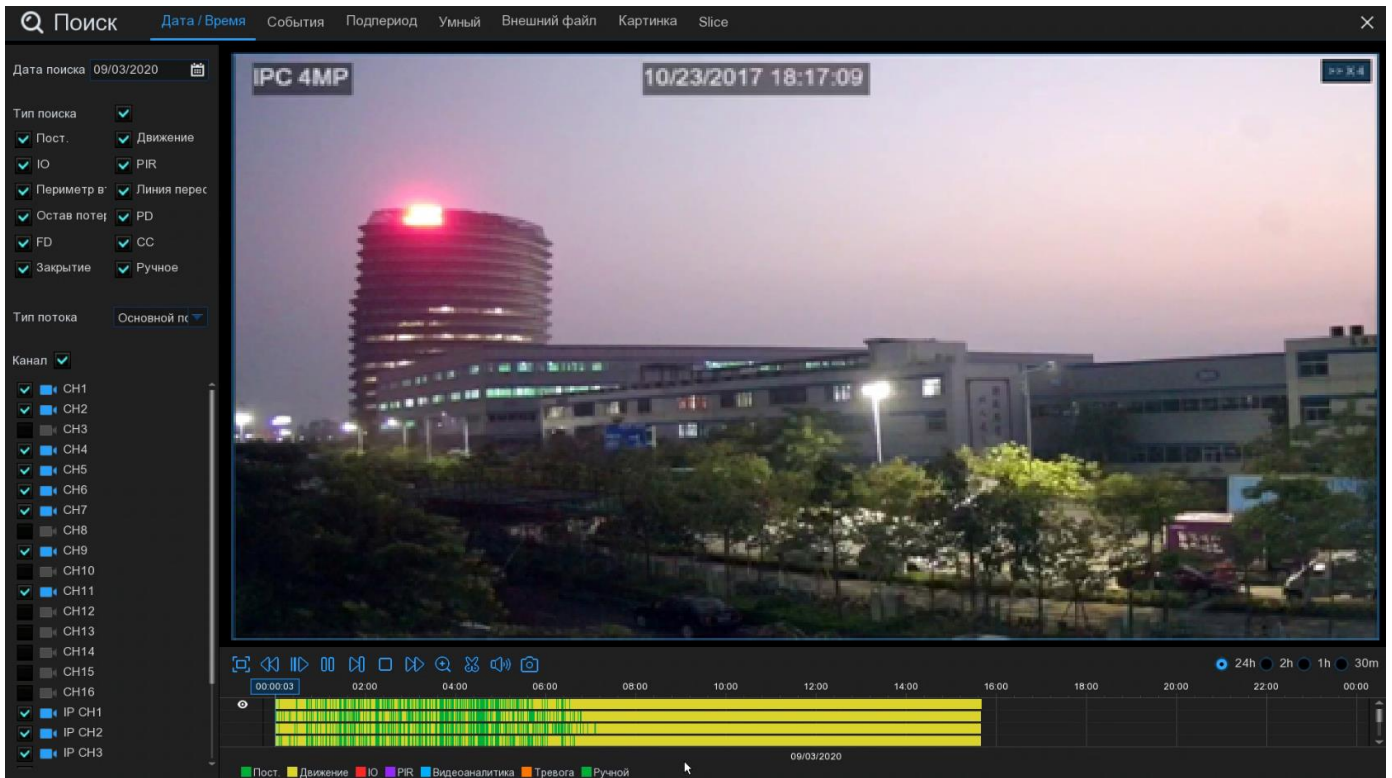 Поиск
Дата / Время События Подпериод Умный Внешний файл Картинка Slice
Дата поиска 09/03/2020
IPC 4MP
10/23/2017 18:17:09
Тип поиска
Пост. Движение
IO PIR
Периметр в Линия перес
Остав потер PD
FD CC
Закрытие Ручное
Тип потока Основной по
Канал
CH1
CH2
CH3
CH4
CH5
CH6
CH7
CH8
CH9
CH10
CH11
CH12
CH13
CH14
CH15
CH16
IP CH1
IP CH2
IP CH3
24h 2h 1h 30m
00:00:03 02:00 04:00 06:00 08:00 10:00 12:00 14:00 16:00 18:00 20:00 22:00 00:00
09/03/2020
Пост. Движение IO PIR Видеоаналитика Тревога Ручной